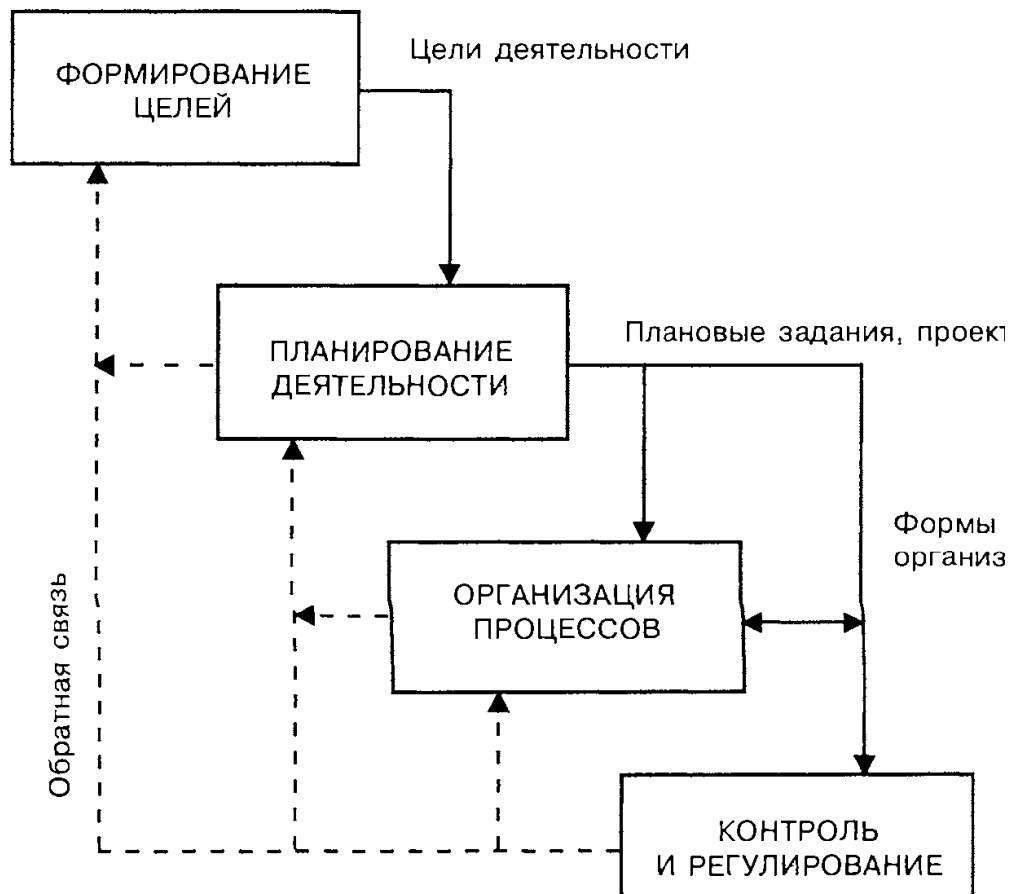 Цели деятельности
ФОРМИРОВАНИЕ
ЦЕЛЕЙ
Плановые задания, проект
ПЛАНИРОВАНИЕ
ДЕЯТЕЛЬНОСТИ
Формы
организ
ОРГАНИЗАЦИЯ
ПРОЦЕССОВ
Обратная связь
КОНТРОЛЬ
И РЕГУЛИРОВАНИЕ